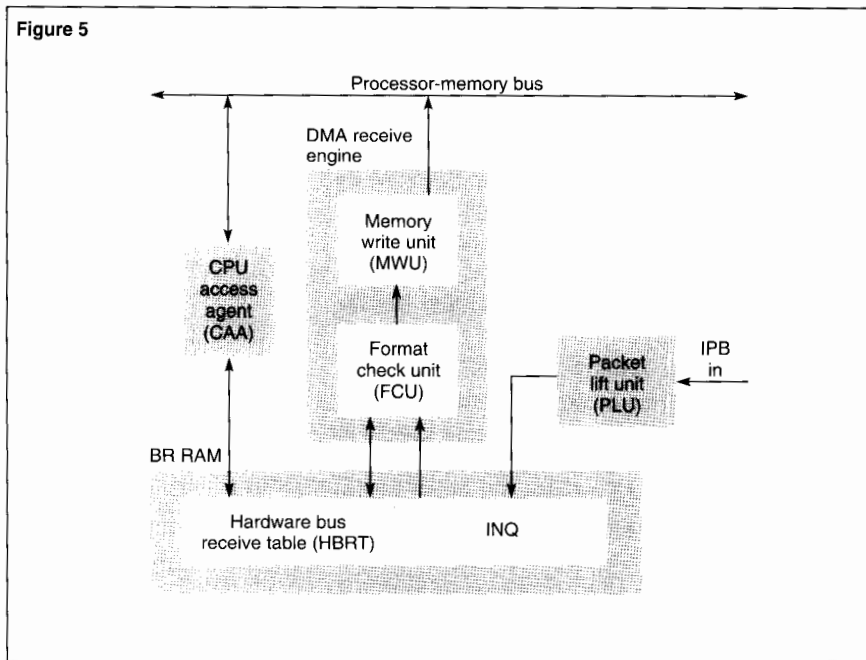 Figure 5
Processor-memory bus
DMA receive
engine
Memory
write unit
(MWU)
CPU
access
agent
(CAA)
Format
check unit
(FCU)
Packet
lift unit
(PLU)
IPB
in
BR RAM
Hardware bus
receive table (HBRT)
INQ